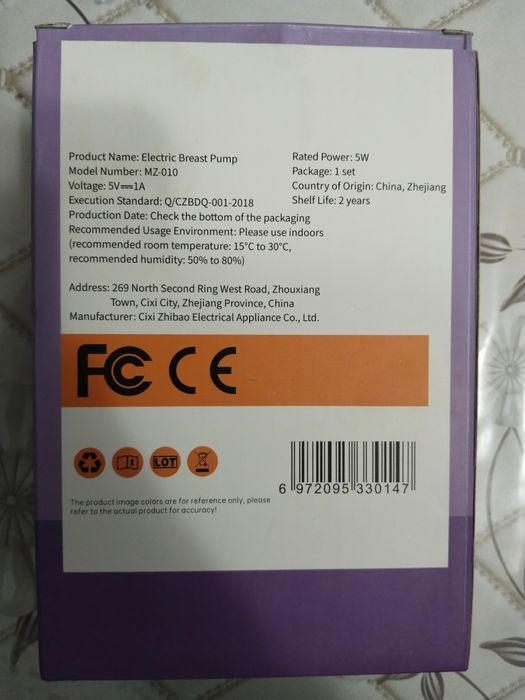 Product Name: Electric Breast Pump
Model Number: MZ-010
Voltage: 5V⎓1A
Execution Standard: Q/CZBDQ-001-2018
Production Date: Check the bottom of the packaging
Recommended Usage Environment: Please use indoors
(recommended room temperature: 15°C to 30°C,
recommended humidity: 50% to 80%)
Rated Power: 5W
Package: 1 set
Country of Origin: China, Zhejiang
Shelf Life: 2 years
Address: 269 North Second Ring West Road, Zhouxiang
Town, Cixi City, Zhejiang Province, China
Manufacturer: Cixi Zhibao Electrical Appliance Co., Ltd.
FC CE
LOT
6 972095 330147
The product image colors are for reference only, please
refer to the actual product for accuracy!